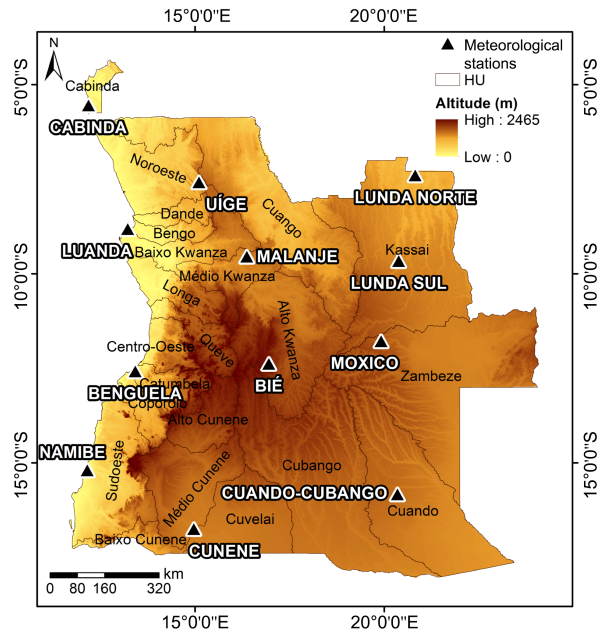 15°0'0"E
20°0'0"E
N
Meteorological
stations
HU
Altitude (m)
High : 2465
Low : 0
5°0'0"S
5°0'0"S
Cabinda
CABINDA
Noroeste
UÍGE
LUNDA NORTE
Dande
Cuango
Bengo
LUANDA
Baixo Kwanza
MALANJE
Kassai
LUNDA SUL
10°0'0"S
10°0'0"S
Médio Kwanza
Longa
Alto Kwanza
Centro-Oeste
Quéve
MOXICO
Zambeze
BIÉ
Catumbela
BENGUELA
Coporolo
Alto Cunene
NAMIBE
Sudoeste
15°0'0"S
15°0'0"S
Cubango
Médio Cunene
CUANDO-CUBANGO
Cuando
Cuvelai
Baixo Cunene
CUNENE
km
0 80 160 320
15°0'0"E
20°0'0"E